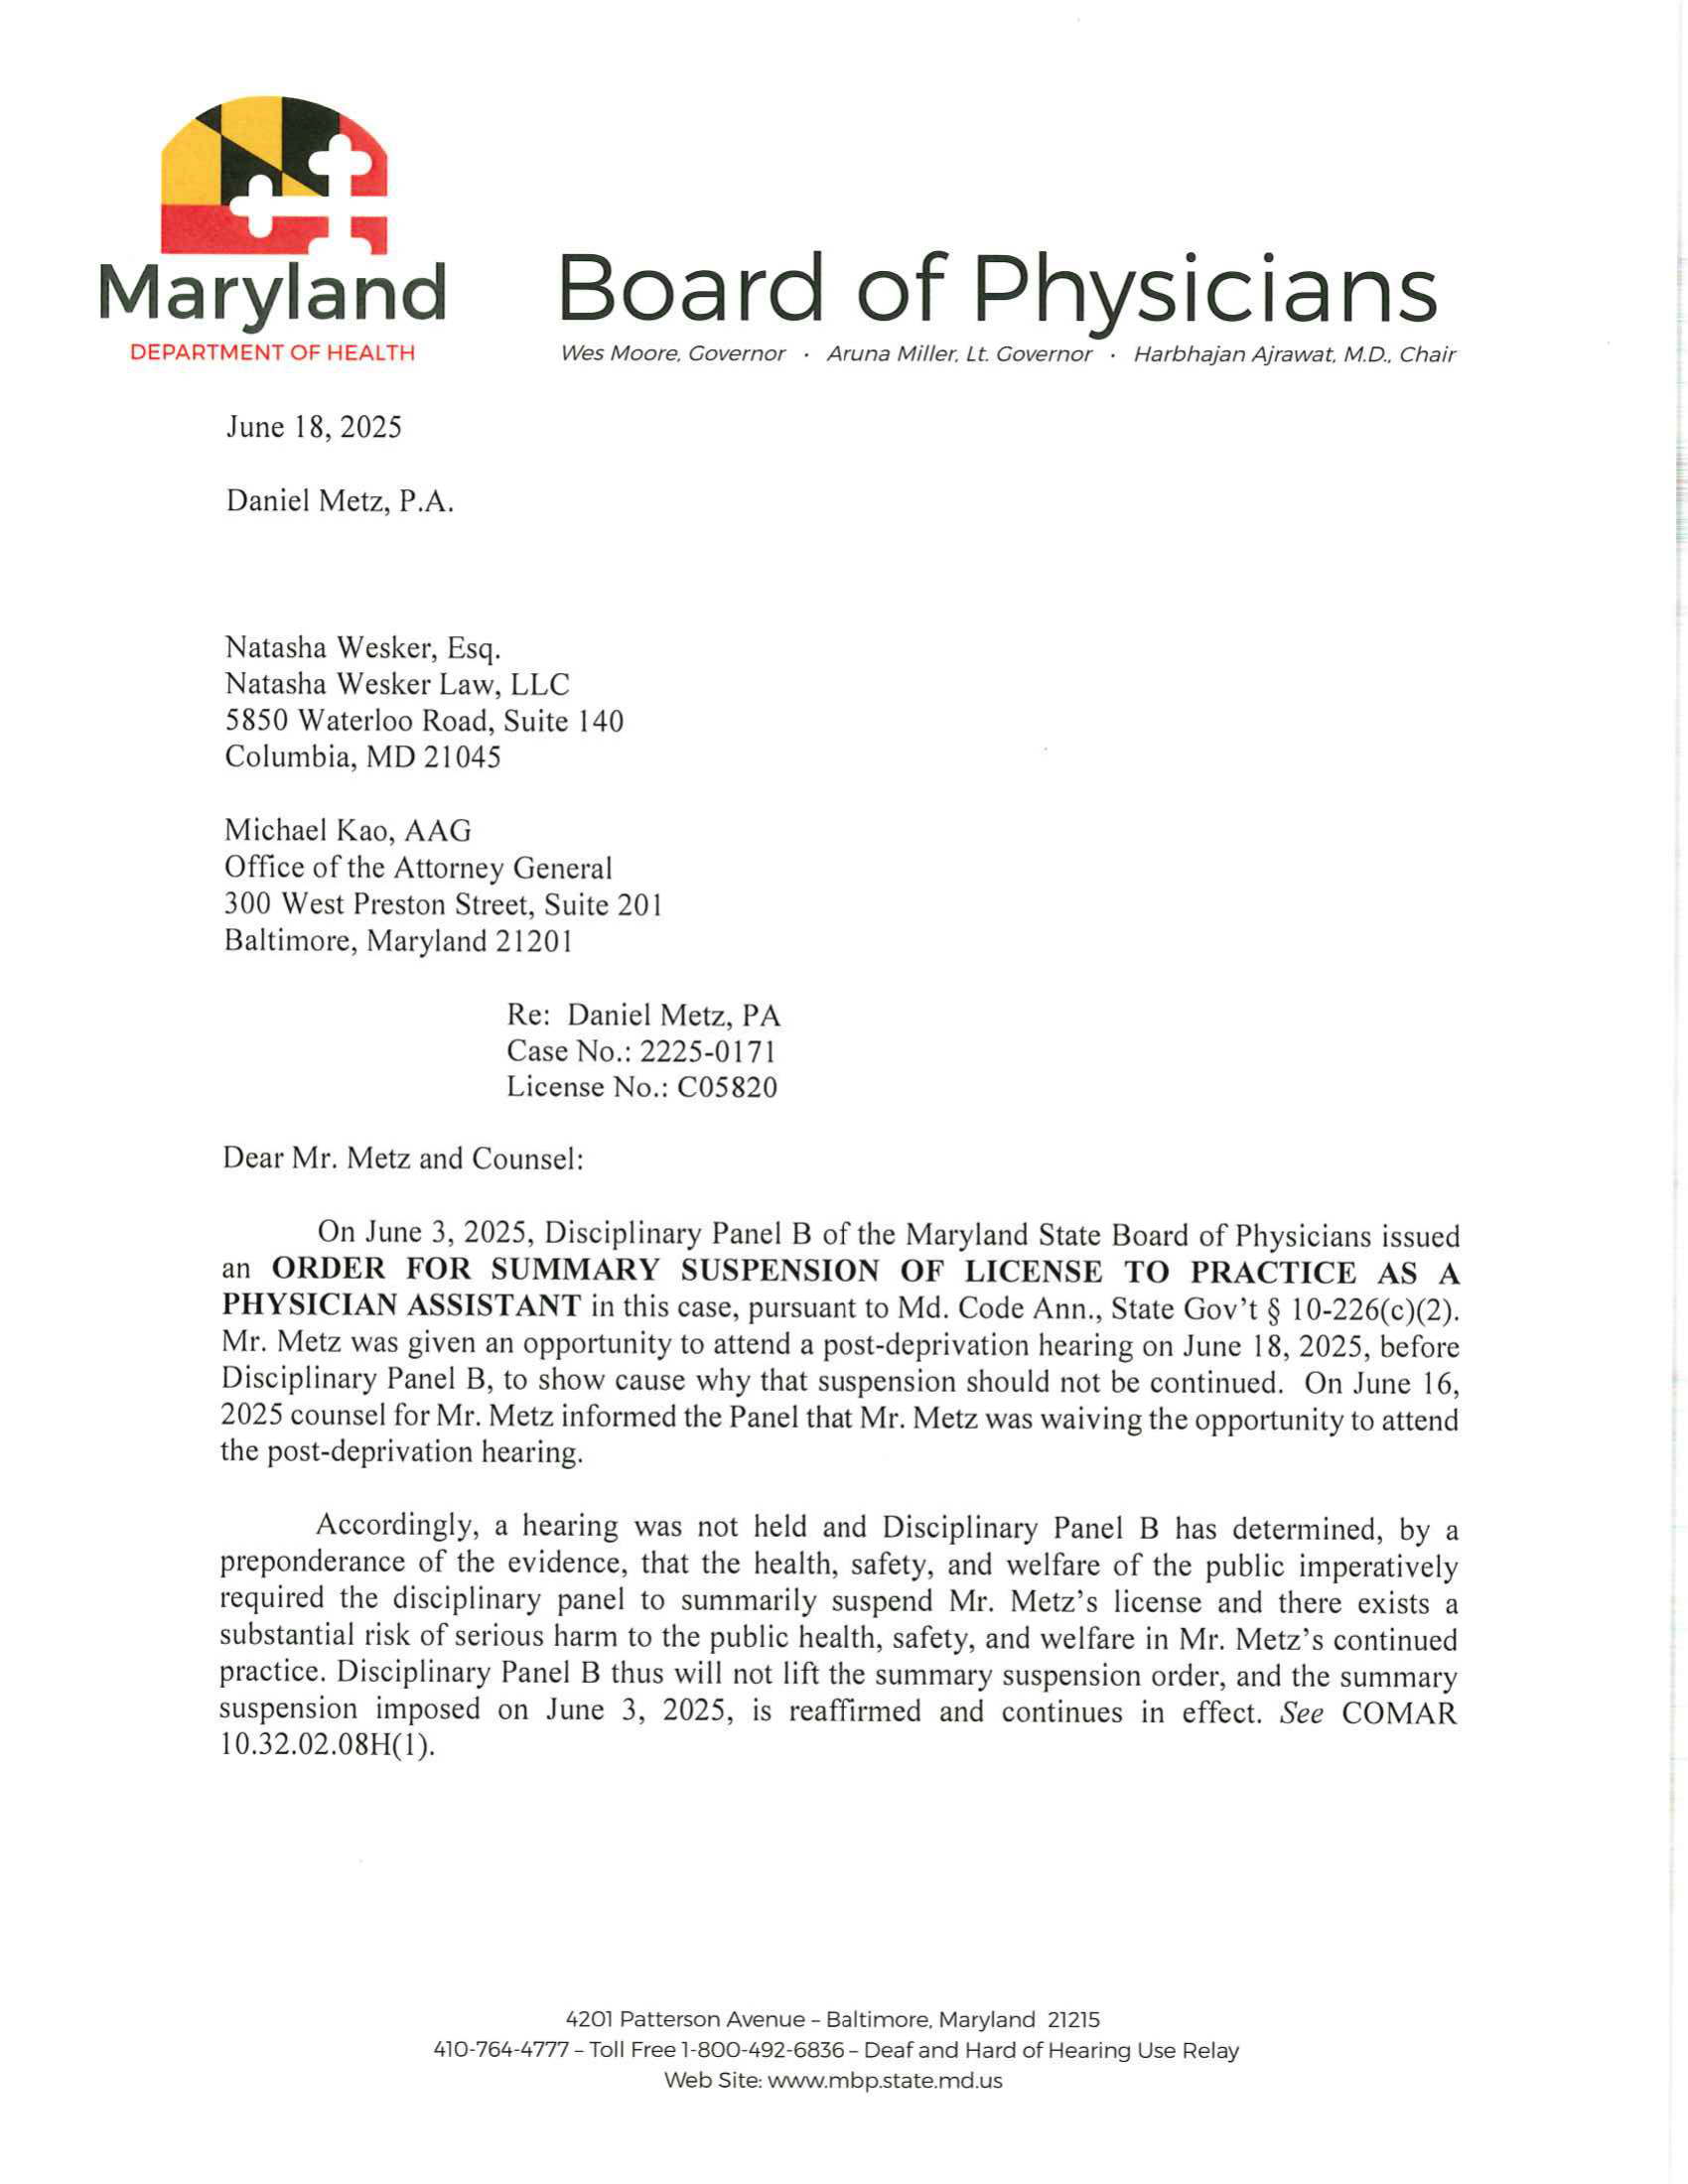 Maryland
DEPARTMENT OF HEALTH
Board of Physicians
Wes Moore, Governor · Aruna Miller, Lt. Governor · Harbhajan Ajrawat, M.D., Chair
June 18, 2025
Daniel Metz, P.A.
Natasha Wesker, Esq.
Natasha Wesker Law, LLC
5850 Waterloo Road, Suite 140
Columbia, MD 21045
Michael Kao, AAG
Office of the Attorney General
300 West Preston Street, Suite 201
Baltimore, Maryland 21201
Re: Daniel Metz, PA
Case No.: 2225-0171
License No.: C05820
Dear Mr. Metz and Counsel:
On June 3, 2025, Disciplinary Panel B of the Maryland State Board of Physicians issued
an ORDER FOR SUMMARY SUSPENSION OF LICENSE TO PRACTICE AS A
PHYSICIAN ASSISTANT in this case, pursuant to Md. Code Ann., State Gov't § 10-226(c)(2).
Mr. Metz was given an opportunity to attend a post-deprivation hearing on June 18, 2025, before
Disciplinary Panel B, to show cause why that suspension should not be continued. On June 16,
2025 counsel for Mr. Metz informed the Panel that Mr. Metz was waiving the opportunity to attend
the post-deprivation hearing.
Accordingly, a hearing was not held and Disciplinary Panel B has determined, by a
preponderance of the evidence, that the health, safety, and welfare of the public imperatively
required the disciplinary panel to summarily suspend Mr. Metz's license and there exists a
substantial risk of serious harm to the public health, safety, and welfare in Mr. Metz's continued
practice. Disciplinary Panel B thus will not lift the summary suspension order, and the summary
suspension imposed on June 3, 2025, is reaffirmed and continues in effect. See COMAR
10.32.02.08H(1).
4201 Patterson Avenue – Baltimore, Maryland 21215
410-764-4777 – Toll Free 1-800-492-6836 – Deaf and Hard of Hearing Use Relay
Web Site: www.mbp.state.md.us